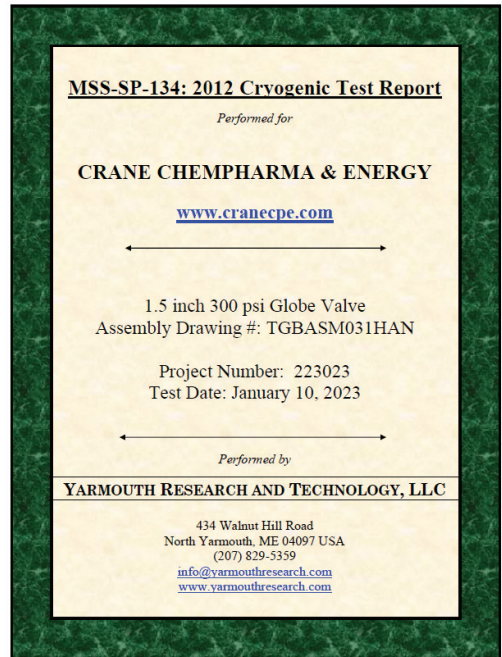 MSS-SP-134: 2012 Cryogenic Test Report
Performed for
CRANE CHEMPHARMA & ENERGY
www.cranecpe.com
1.5 inch 300 psi Globe Valve
Assembly Drawing #: TGBASM031HAN
Project Number: 223023
Test Date: January 10, 2023
Performed by
YARMOUTH RESEARCH AND TECHNOLOGY, LLC
434 Walnut Hill Road
North Yarmouth, ME 04097 USA
(207) 829-5359
info@yarmouthresearch.com
www.yarmouthresearch.com